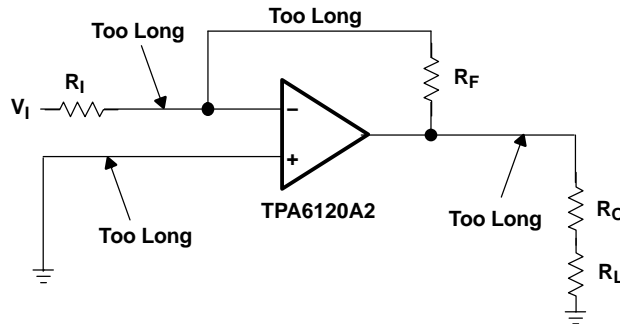 Too Long
Too Long
RI
RF
VI
−
+
TPA6120A2
Too Long
Too Long
RO
RL